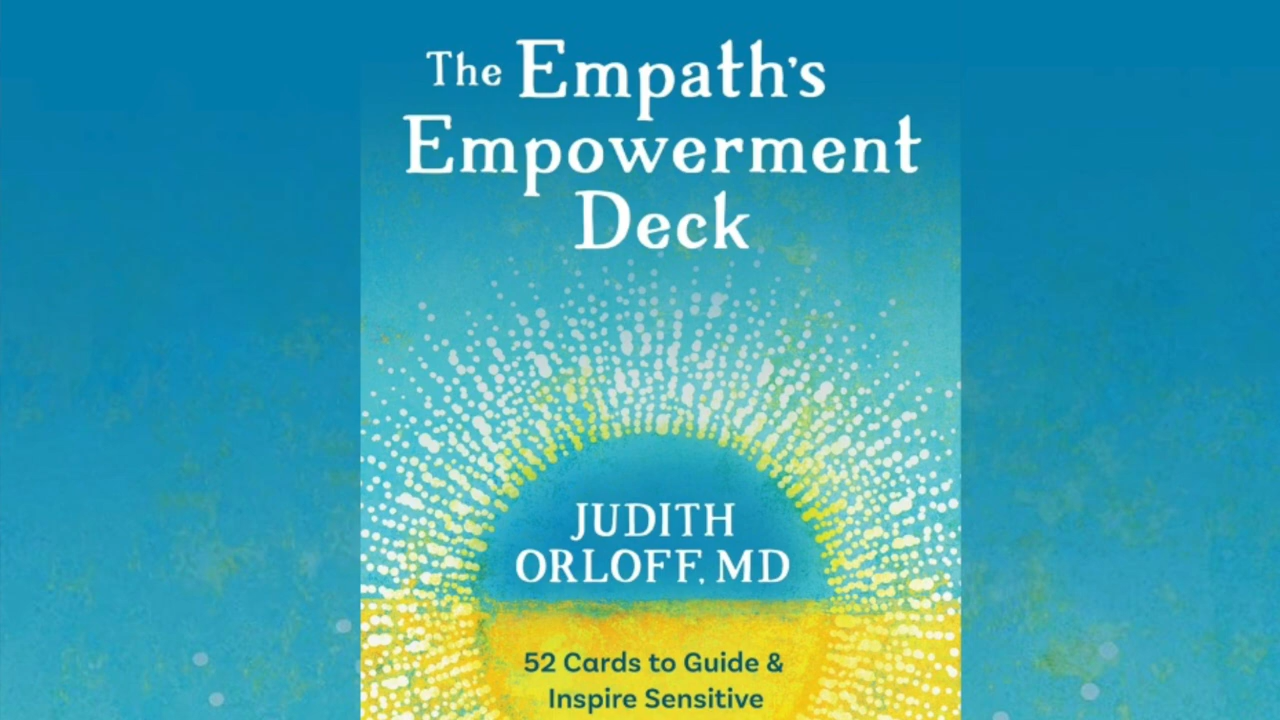 The Empath's
Empowerment
Deck
JUDITH
ORLOFF, MD
52 Cards to Guide &
Inspire Sensitive